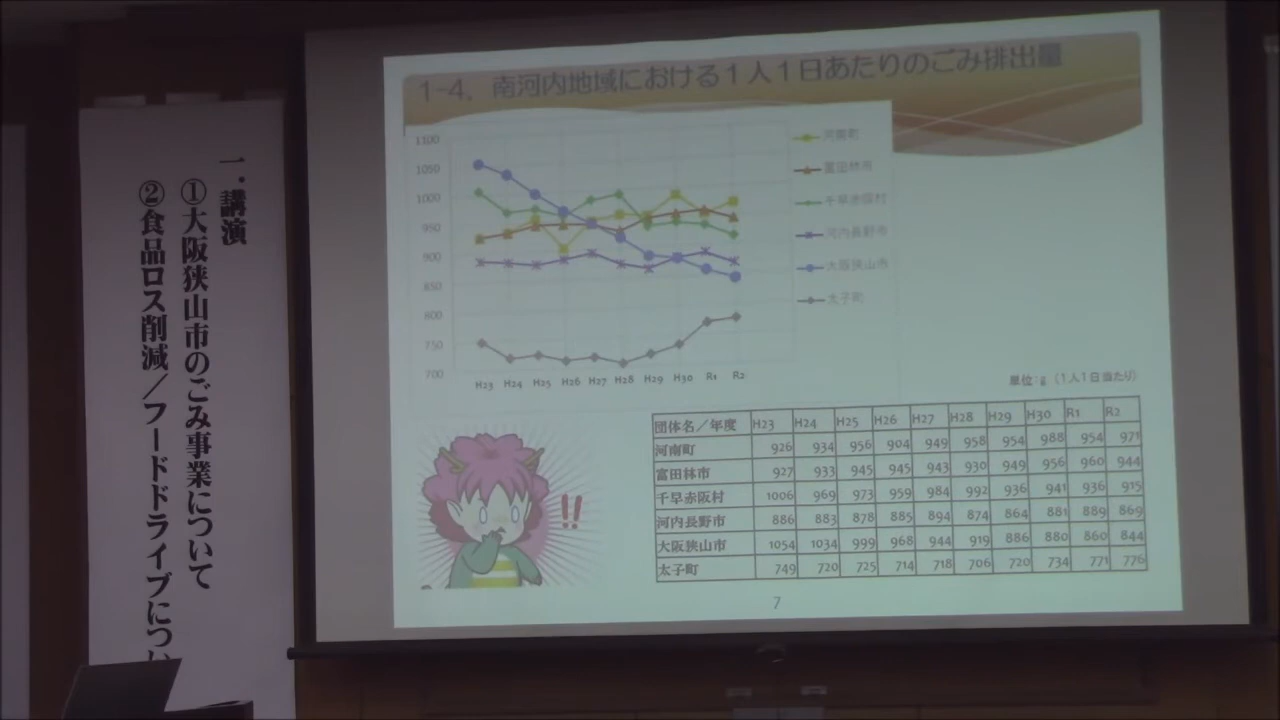 一．講演
①大阪狭山市のごみ事業について
②食品ロス削減／フードドライブについ
1-4. 南河内地域における1人1日あたりのごみ排出量
1100
1050
1000
950
900
850
800
750
700
H23 H24 H25 H26 H27 H28 H29 H30 R1 R2
河南町
富田林市
千早赤阪村
河内長野市
大阪狭山市
太子町
!!
単位：g（1人1日当たり）
団体名／年度 H23 H24 H25 H26 H27 H28 H29 H30 R1 R2
河南町 926 934 956 904 949 958 954 988 954 971
富田林市 927 933 945 945 943 930 949 956 960 944
千早赤阪村 1006 969 973 959 984 992 936 941 936 915
河内長野市 886 883 878 885 894 874 864 881 889 869
大阪狭山市 1054 1034 999 968 944 919 886 880 860 844
太子町 749 720 725 714 718 706 720 734 771 776
7